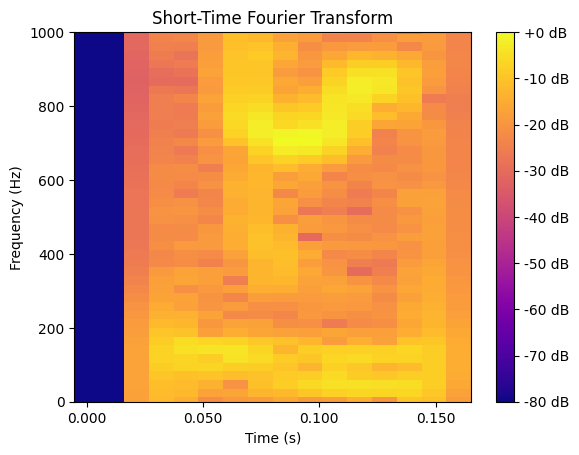 Short-Time Fourier Transform
Frequency (Hz)
1000
800
600
400
200
0
0.000
0.050
0.100
0.150
Time (s)
+0 dB
-10 dB
-20 dB
-30 dB
-40 dB
-50 dB
-60 dB
-70 dB
-80 dB